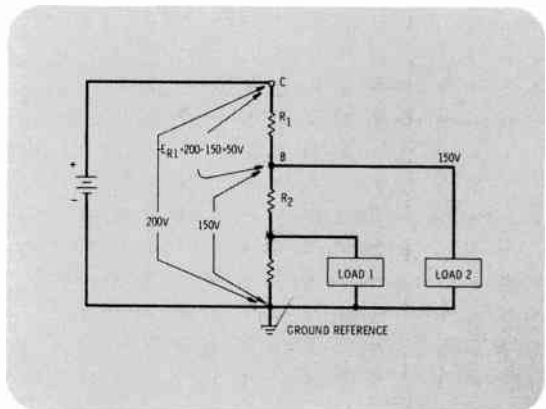 C
R1
E R1 =200-150=50V
+
B
150V
-
R2
200V
150V
LOAD 1
LOAD 2
GROUND REFERENCE